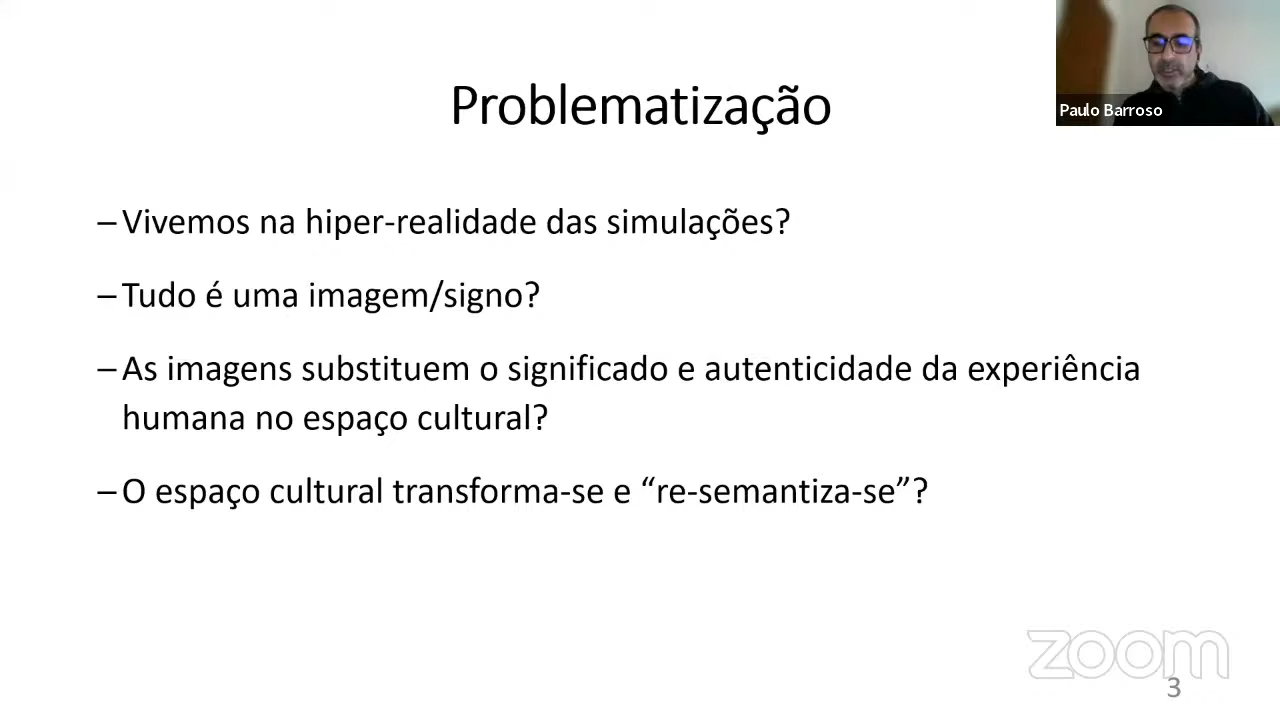 Problematização
Paulo Barroso
– Vivemos na hiper-realidade das simulações?
– Tudo é uma imagem/signo?
– As imagens substituem o significado e autenticidade da experiência
humana no espaço cultural?
– O espaço cultural transforma-se e “re-semantiza-se”?
zoom
3